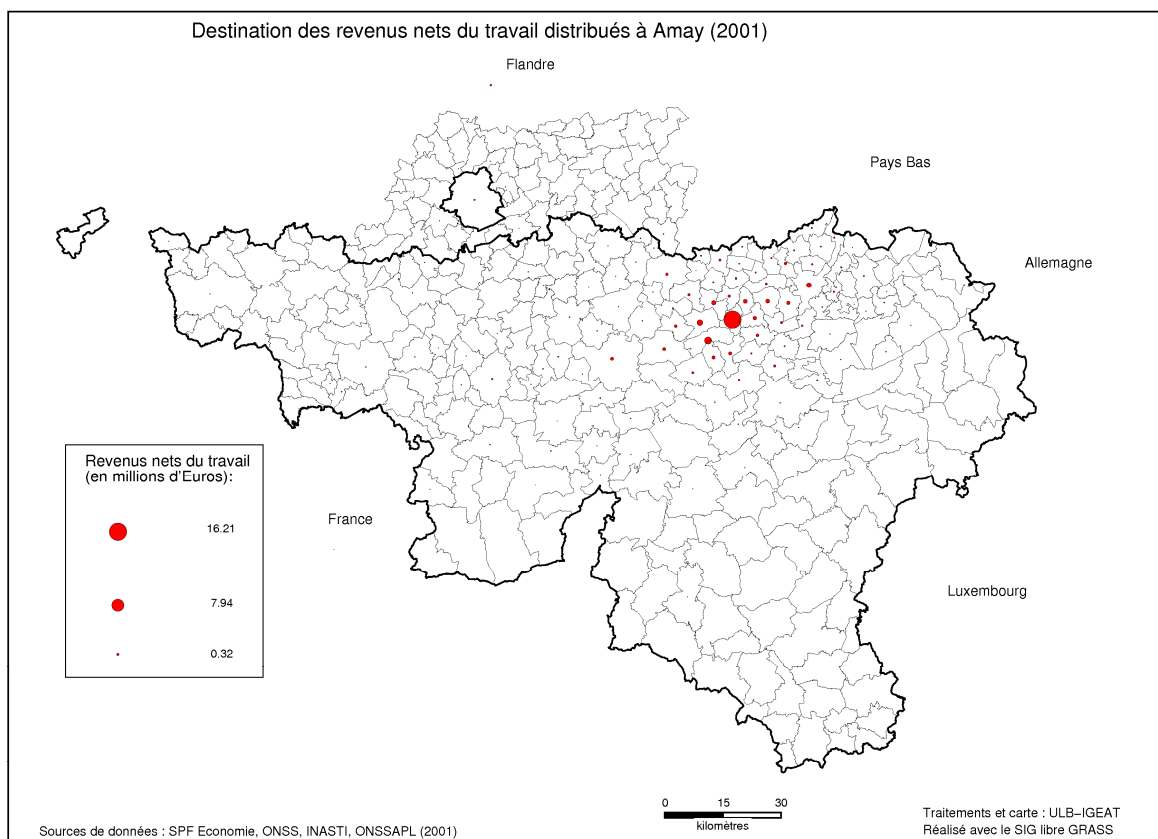 Destination des revenus nets du travail distribués à Amay (2001)
Flandre
Pays Bas
Allemagne
Revenus nets du travail
(en millions d'Euros):
16.21
7.94
0.32
France
Luxembourg
0 15 30
kilomètres
Sources de données : SPF Economie, ONSS, INASTI, ONSSAPL (2001)
Traitements et carte : ULB–IGEAT
Réalisé avec le SIG libre GRASS